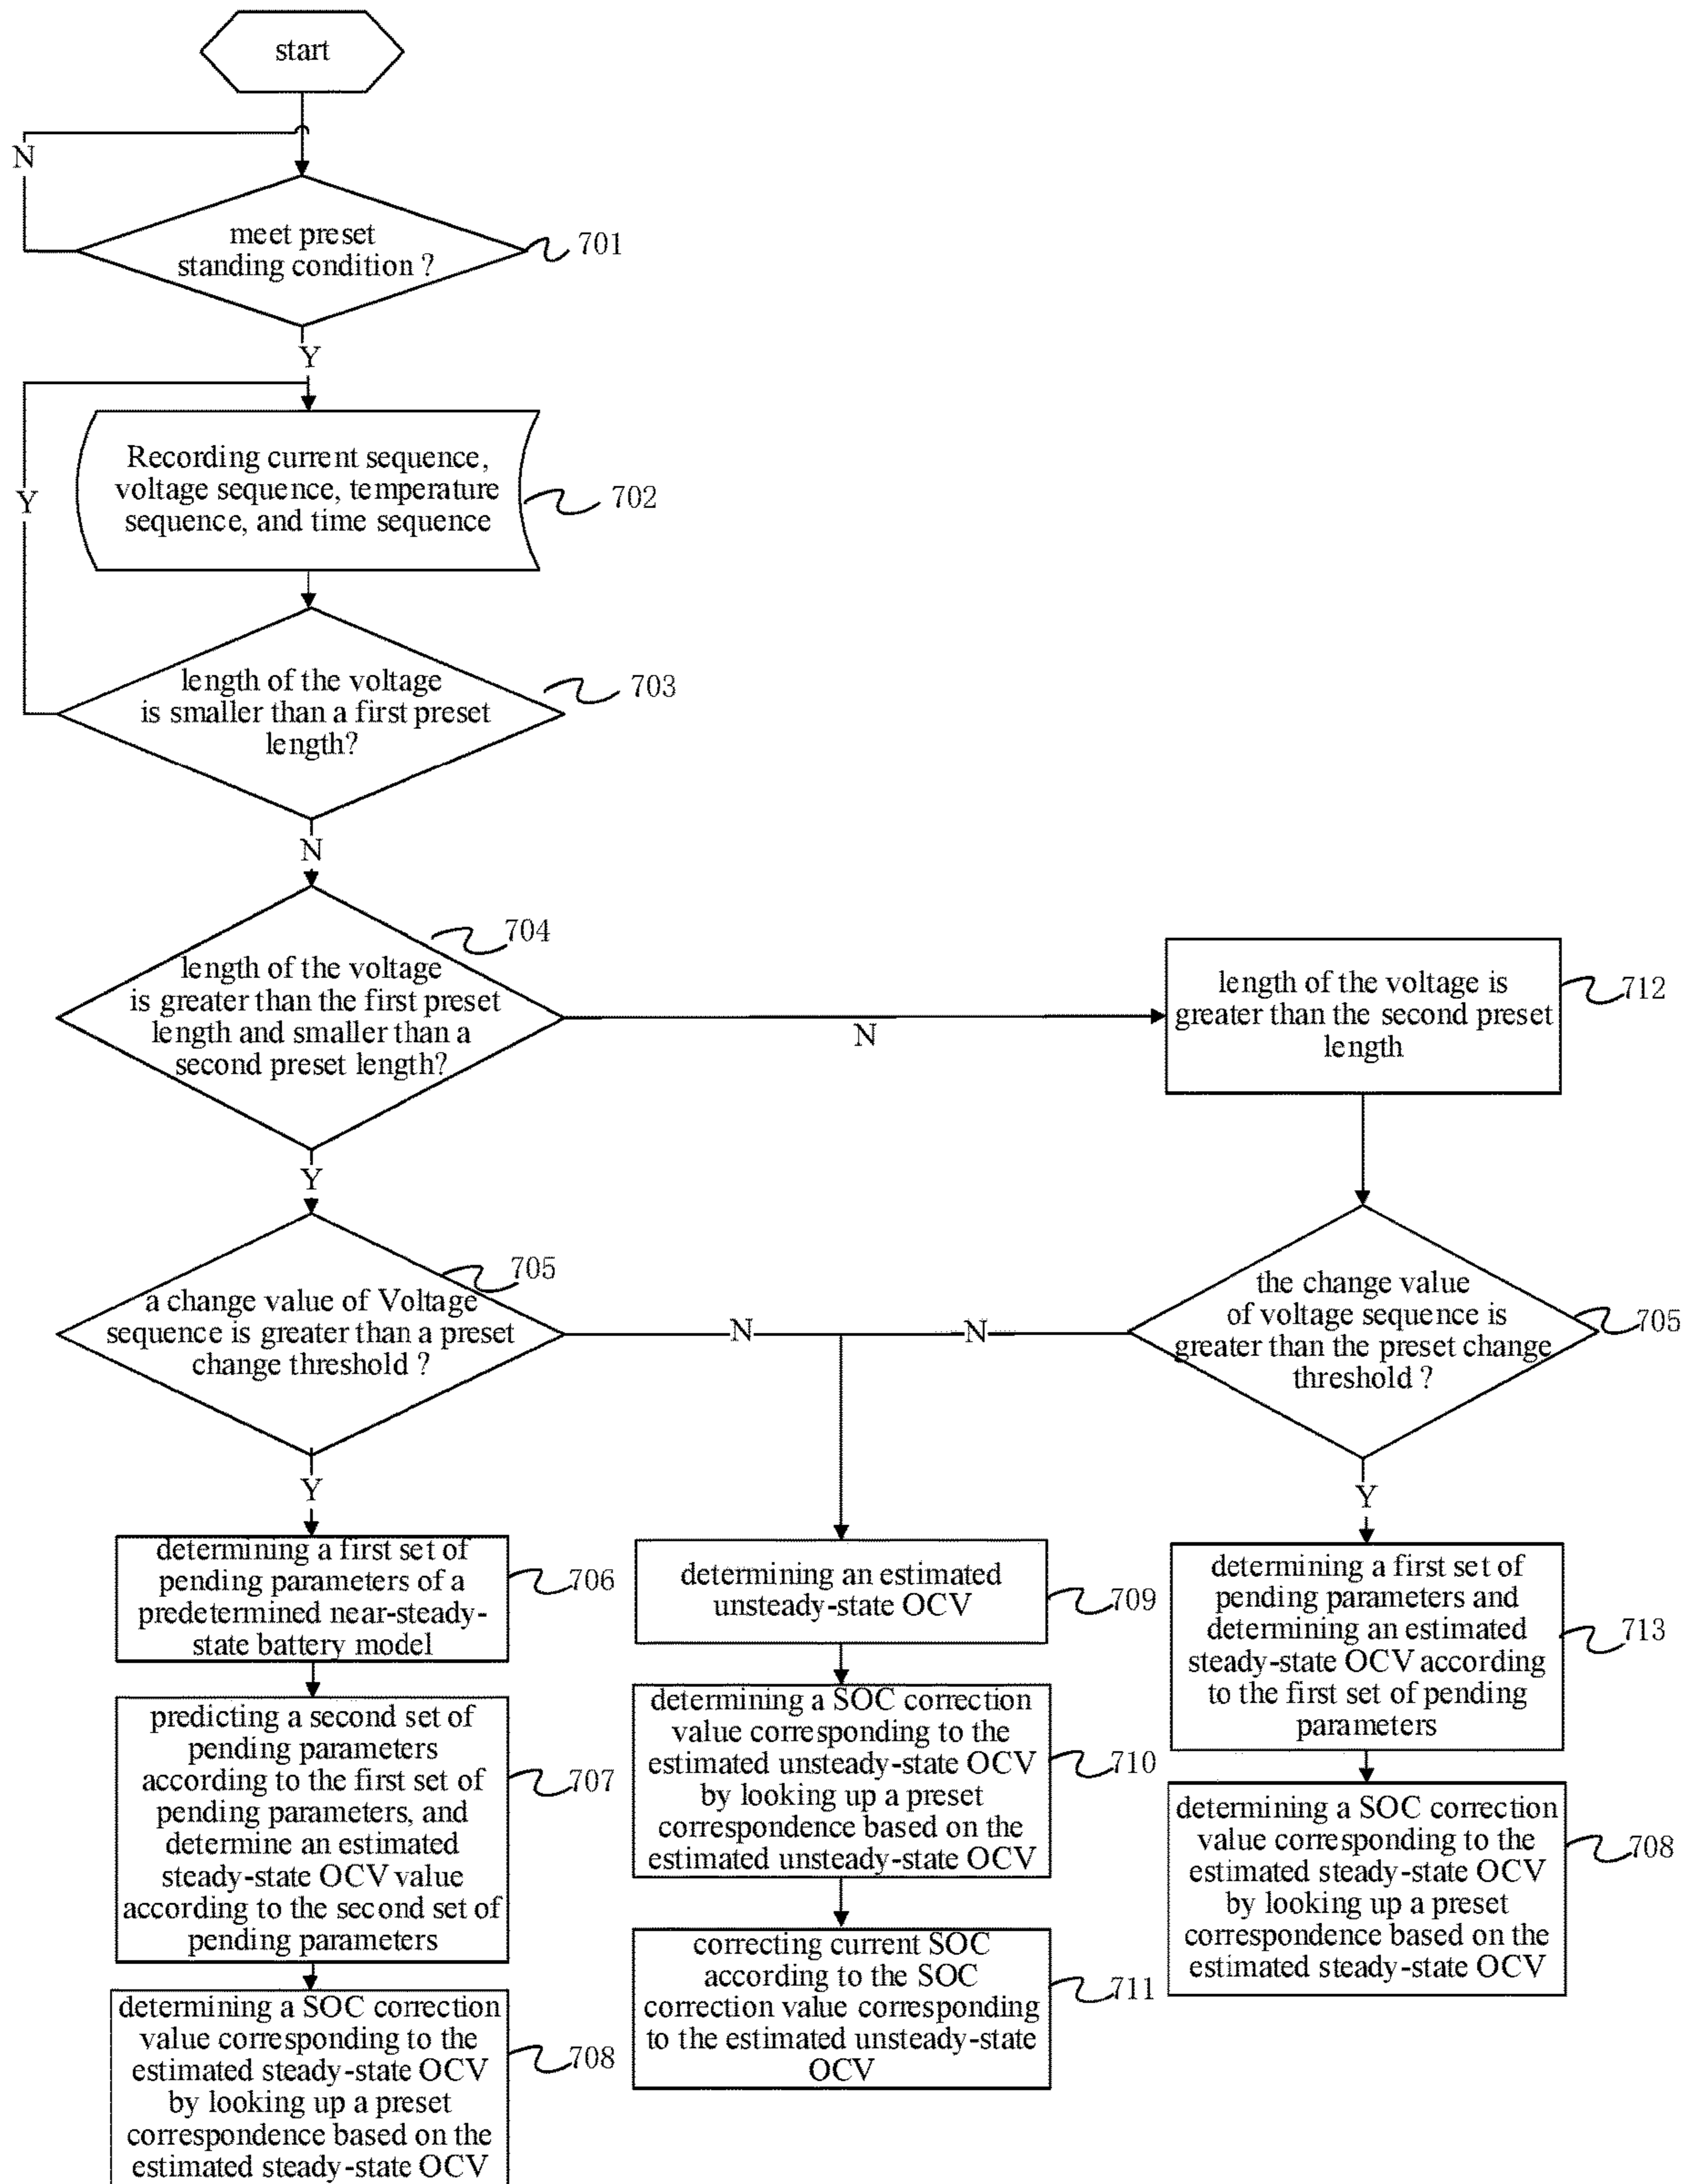 start
N
meet preset
standing condition ?
701
Y
Recording current sequence,
voltage sequence, temperature
sequence, and time sequence
702
Y
length of the voltage
is smaller than a first preset
length?
703
N
704
length of the voltage
is greater than the first preset
length and smaller than a
second preset length?
N
length of the voltage is
greater than the second preset
length
712
Y
705
a change value of Voltage
sequence is greater than a preset
change threshold ?
N
N
the change value
of voltage sequence is
greater than the preset change
threshold ?
705
Y
Y
determining a first set of
pending parameters of a
predetermined near-steady-
state battery model
706
predicting a second set of
pending parameters
according to the first set of
pending parameters, and
determine an estimated
steady-state OCV value
according to the second set of
pending parameters
707
determining a SOC correction
value corresponding to the
estimated steady-state OCV
by looking up a preset
correspondence based on the
estimated steady-state OCV
708
determining an estimated
unsteady-state OCV
709
determining a SOC correction
value corresponding to the
estimated unsteady-state OCV
by looking up a preset
correspondence based on the
estimated unsteady-state OCV
710
correcting current SOC
according to the SOC
correction value corresponding
to the estimated unsteady-state
OCV
711
determining a first set of
pending parameters and
determining an estimated
steady-state OCV according
to the first set of pending
parameters
713
determining a SOC correction
value corresponding to the
estimated steady-state OCV
by looking up a preset
correspondence based on the
estimated steady-state OCV
708